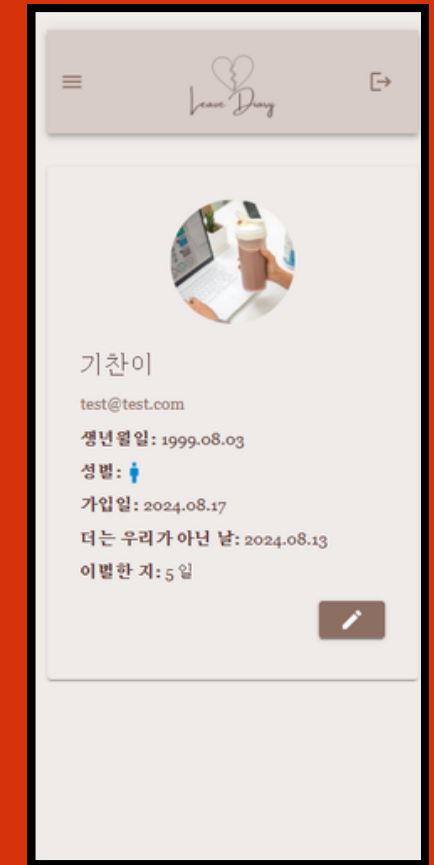 Leave Diary
기찬이
test@test.com
생년월일: 1999.08.03
성별:
가입일: 2024.08.17
더는 우리가 아닌 날: 2024.08.13
이별한 지: 5 일